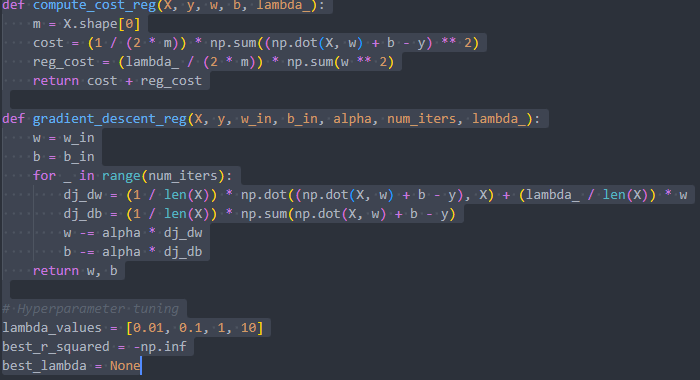 def compute_cost_reg(X, y, w, b, lambda_):
    m = X.shape[0]
    cost = (1 / (2 * m)) * np.sum((np.dot(X, w) + b - y) ** 2)
    reg_cost = (lambda_ / (2 * m)) * np.sum(w ** 2)
    return cost + reg_cost

def gradient_descent_reg(X, y, w_in, b_in, alpha, num_iters, lambda_):
    w = w_in
    b = b_in
    for _ in range(num_iters):
        dj_dw = (1 / len(X)) * np.dot((np.dot(X, w) + b - y), X) + (lambda_ / len(X)) * w
        dj_db = (1 / len(X)) * np.sum(np.dot(X, w) + b - y)
        w -= alpha * dj_dw
        b -= alpha * dj_db
    return w, b

# Hyperparameter tuning
lambda_values = [0.01, 0.1, 1, 10]
best_r_squared = -np.inf
best_lambda = None